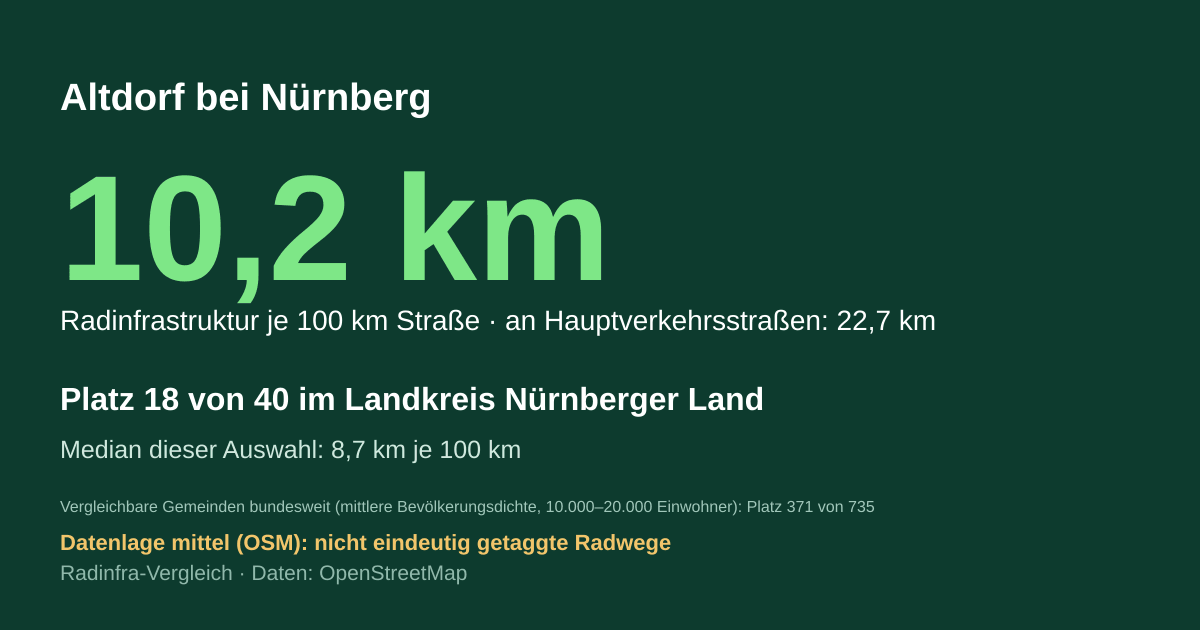 Altdorf bei Nürnberg
10,2 km
Radinfrastruktur je 100 km Straße · an Hauptverkehrsstraßen: 22,7 km
Platz 18 von 40 im Landkreis Nürnberger Land
Median dieser Auswahl: 8,7 km je 100 km
Vergleichbare Gemeinden bundesweit (mittlere Bevölkerungsdichte, 10.000–20.000 Einwohner): Platz 371 von 735
Datenlage mittel (OSM): nicht eindeutig getaggte Radwege
Radinfra-Vergleich · Daten: OpenStreetMap